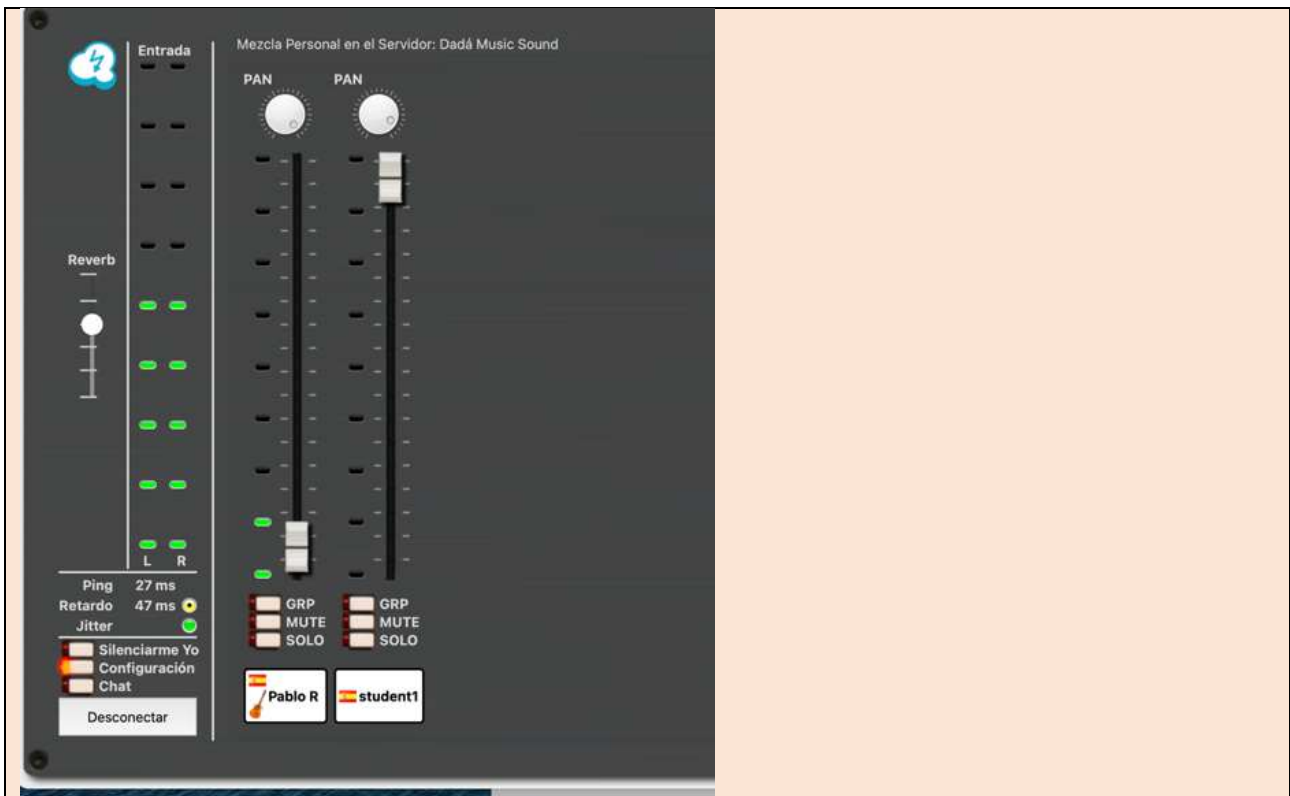 Mezcla Personal en el Servidor: Dadá Music Sound
Entrada
PAN PAN
Reverb
L R
Ping 27 ms
Retardo 47 ms
Jitter
Silenciarme Yo
Configuración
Chat
Desconectar
GRP GRP
MUTE MUTE
SOLO SOLO
Pablo R student1